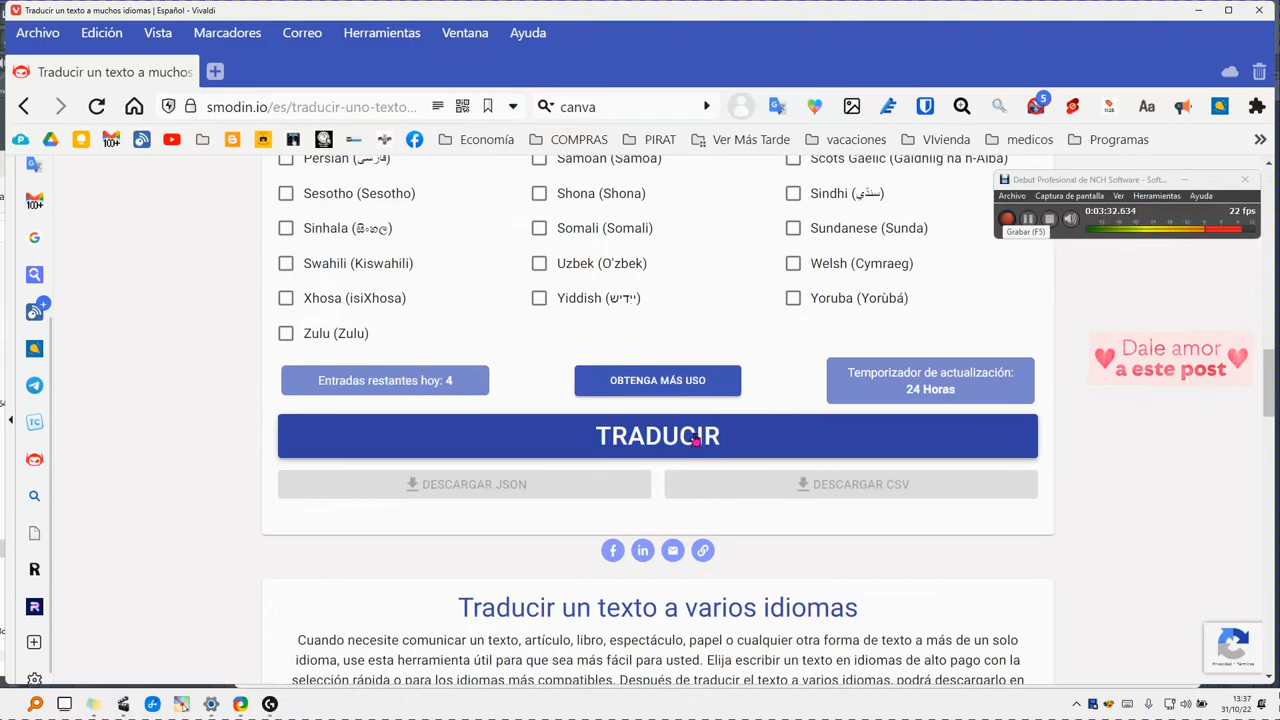 Traducir un texto a muchos idiomas | Español - Vivaldi
Archivo Edición Vista Marcadores Correo Herramientas Ventana Ayuda
Traducir un texto a muchos
smodin.io/es/traducir-uno-texto... canva 5 Aa
100+ Economía COMPRAS PIRAT Ver Más Tarde vacaciones Vivienda medicos Programas
Persian (فارسی) Samoan (Samoa) Scots Gaelic (Gàidhlig na h-Alba)
Debut Profesional de NCH Software - Soft...
Sesotho (Sesotho) Shona (Shona) Sindhi (سنڌي)
Archivo Captura de pantalla Ver Herramientas Ayuda
0:03:32.634 22 fps
Grabar (F5)
Sinhala (සිංහල) Somali (Somali) Sundanese (Sunda)
Swahili (Kiswahili) Uzbek (O'zbek) Welsh (Cymraeg)
Xhosa (isiXhosa) Yiddish (ייִדיש) Yoruba (Yorùbá)
Zulu (Zulu)
Dale amor
a este post
Entradas restantes hoy: 4 OBTENGA MÁS USO Temporizador de actualización:
24 Horas
TRADUCIR
DESCARGAR JSON DESCARGAR CSV
Traducir un texto a varios idiomas
Cuando necesite comunicar un texto, artículo, libro, espectáculo, papel o cualquier otra forma de texto a más de un solo
idioma, use esta herramienta útil para que sea más fácil para usted. Elija escribir un texto en idiomas de alto pago con la
selección rápida o para los idiomas más compatibles. Después de traducir el texto a varios idiomas, podrá descargarlo en
Privacidad - Términos
13:37
31/10/22